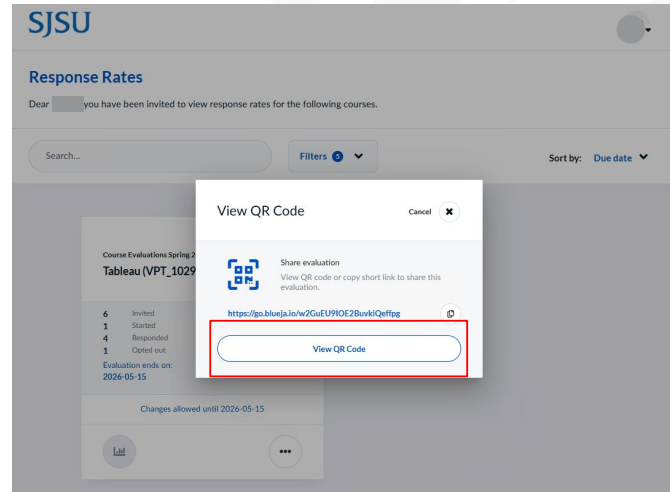 SJSU
Response Rates
Dear you have been invited to view response rates for the following courses.
Search...
Filters 3
Sort by: Due date
View QR Code
Cancel
Share evaluation
View QR code or copy short link to share this
evaluation.
https://go.blueja.io/w2GuEU9IOE2BuvkiQeffpg
View QR Code
Course Evaluations Spring 2
Tableau (VPT_1029
6 Invited
1 Started
4 Responded
1 Opted out
Evaluation ends on:
2026-05-15
Changes allowed until 2026-05-15